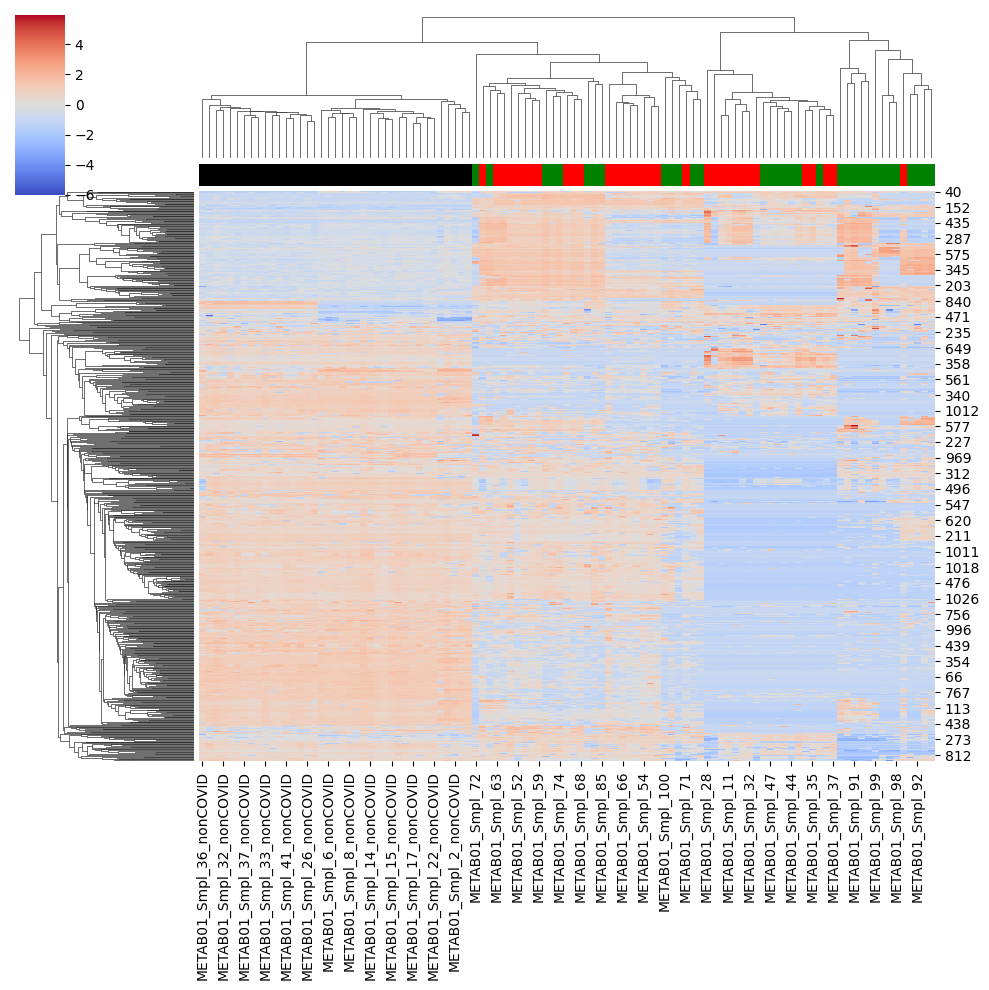 4
2
0
−2
−4
−6
40
152
435
287
575
345
203
840
471
235
649
358
561
340
1012
577
227
969
312
496
547
620
211
1011
1018
476
1026
756
996
439
354
66
767
113
438
273
812
METAB01_Smpl_36_nonCOVID
METAB01_Smpl_32_nonCOVID
METAB01_Smpl_37_nonCOVID
METAB01_Smpl_33_nonCOVID
METAB01_Smpl_41_nonCOVID
METAB01_Smpl_26_nonCOVID
METAB01_Smpl_6_nonCOVID
METAB01_Smpl_8_nonCOVID
METAB01_Smpl_14_nonCOVID
METAB01_Smpl_15_nonCOVID
METAB01_Smpl_17_nonCOVID
METAB01_Smpl_22_nonCOVID
METAB01_Smpl_2_nonCOVID
METAB01_Smpl_72
METAB01_Smpl_63
METAB01_Smpl_52
METAB01_Smpl_59
METAB01_Smpl_74
METAB01_Smpl_68
METAB01_Smpl_85
METAB01_Smpl_66
METAB01_Smpl_54
METAB01_Smpl_100
METAB01_Smpl_71
METAB01_Smpl_28
METAB01_Smpl_11
METAB01_Smpl_32
METAB01_Smpl_47
METAB01_Smpl_44
METAB01_Smpl_35
METAB01_Smpl_37
METAB01_Smpl_91
METAB01_Smpl_99
METAB01_Smpl_98
METAB01_Smpl_92